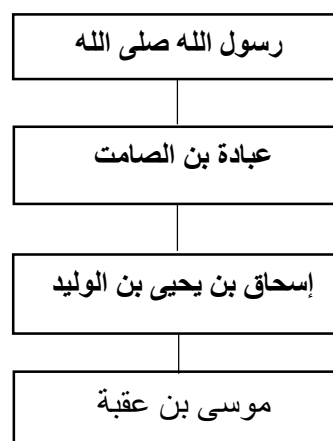 رسول الله صلى الله
عبادة بن الصامت
إسحاق بن يحيى بن الوليد
موسى بن عقبة